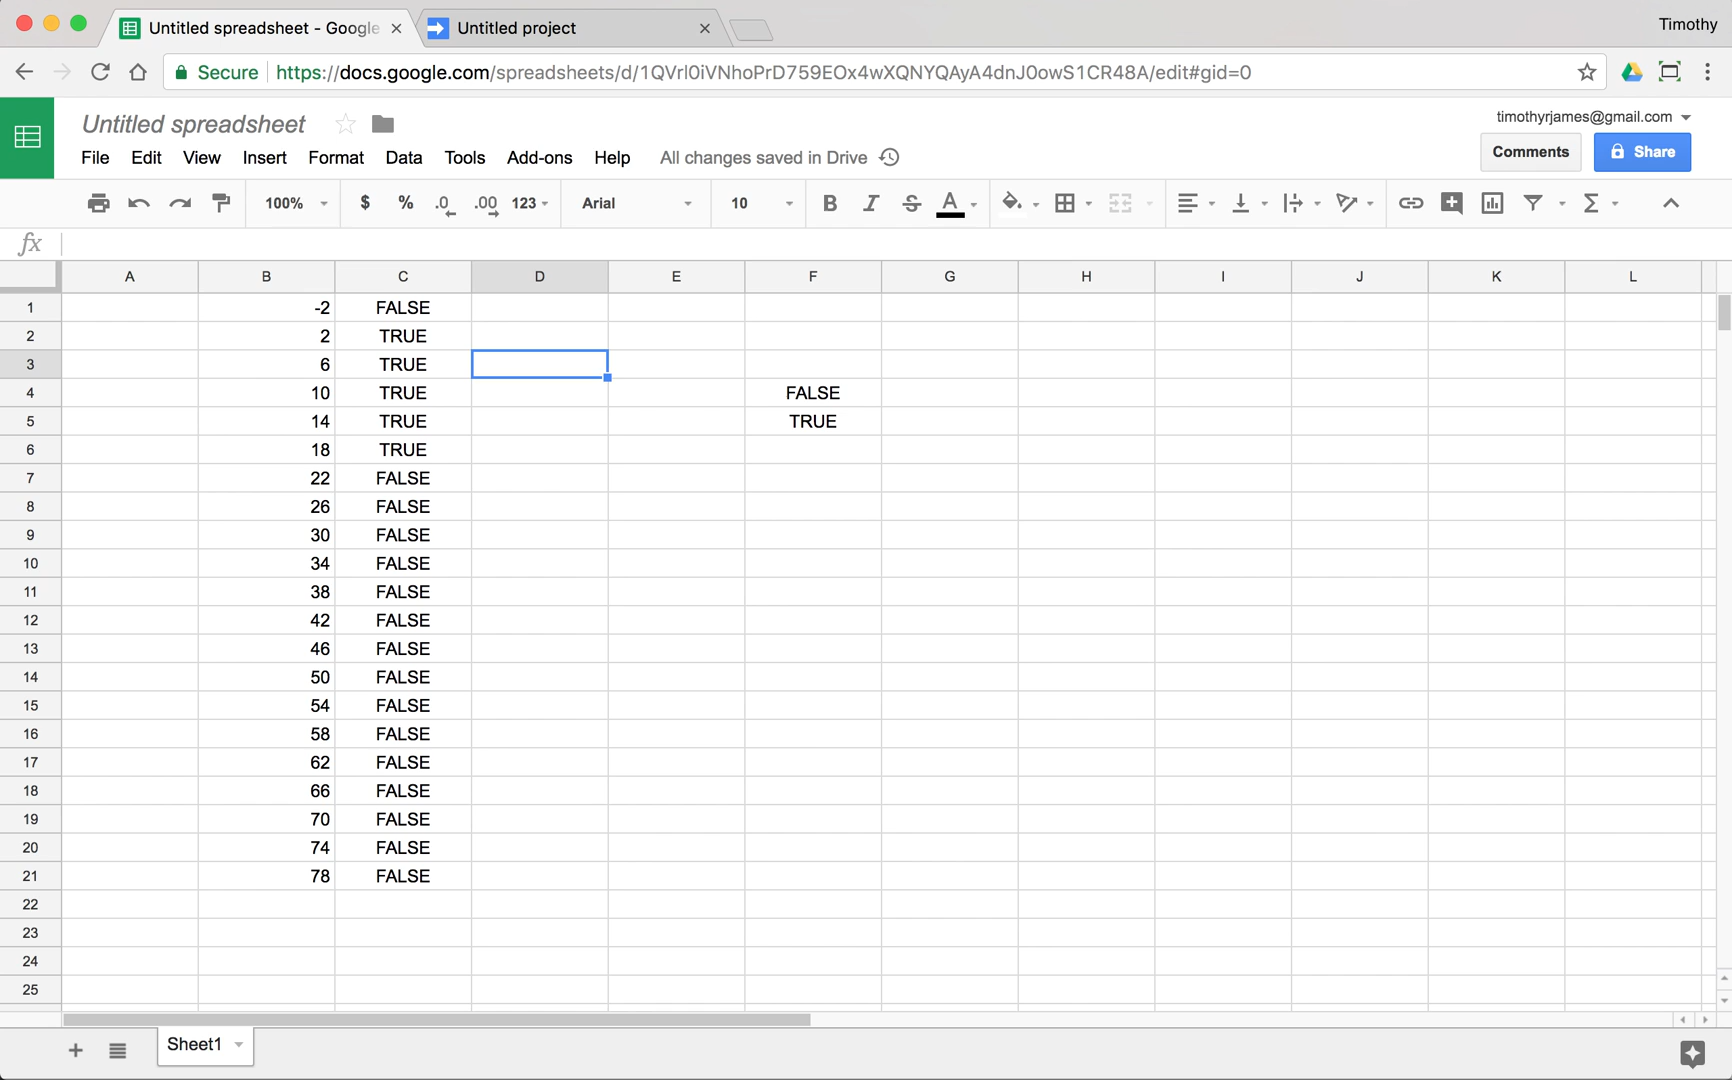 Timothy
Untitled spreadsheet - Google
Untitled project
Secure
https://docs.google.com/spreadsheets/d/1QVrl0iVNhoPrD759EOx4wXQNYQAyA4dnJ0owS1CR48A/edit#gid=0
Untitled spreadsheet
timothyrjames@gmail.com
File Edit View Insert Format Data Tools Add-ons Help All changes saved in Drive
Comments
Share
100% $ % .0 .00 123 Arial 10 B I S A Σ
fx
A B C D E F G H I J K L
1 -2 FALSE
2 2 TRUE
3 6 TRUE
4 10 TRUE FALSE
5 14 TRUE TRUE
6 18 TRUE
7 22 FALSE
8 26 FALSE
9 30 FALSE
10 34 FALSE
11 38 FALSE
12 42 FALSE
13 46 FALSE
14 50 FALSE
15 54 FALSE
16 58 FALSE
17 62 FALSE
18 66 FALSE
19 70 FALSE
20 74 FALSE
21 78 FALSE
22
23
24
25
Sheet1